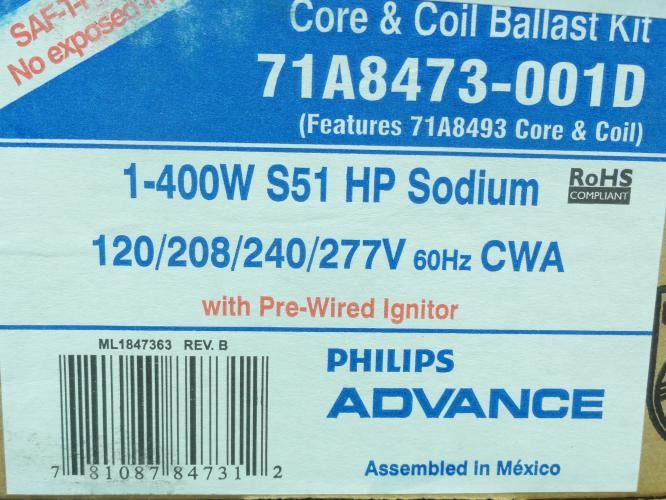 SAF-T-
No exposed
Core & Coil Ballast Kit
71A8473-001D
(Features 71A8493 Core & Coil)
1-400W S51 HP Sodium
RoHS
COMPLIANT
120/208/240/277V 60Hz CWA
with Pre-Wired Ignitor
ML1847363 REV. B
PHILIPS
ADVANCE
7 81087 84731 2
Assembled in México